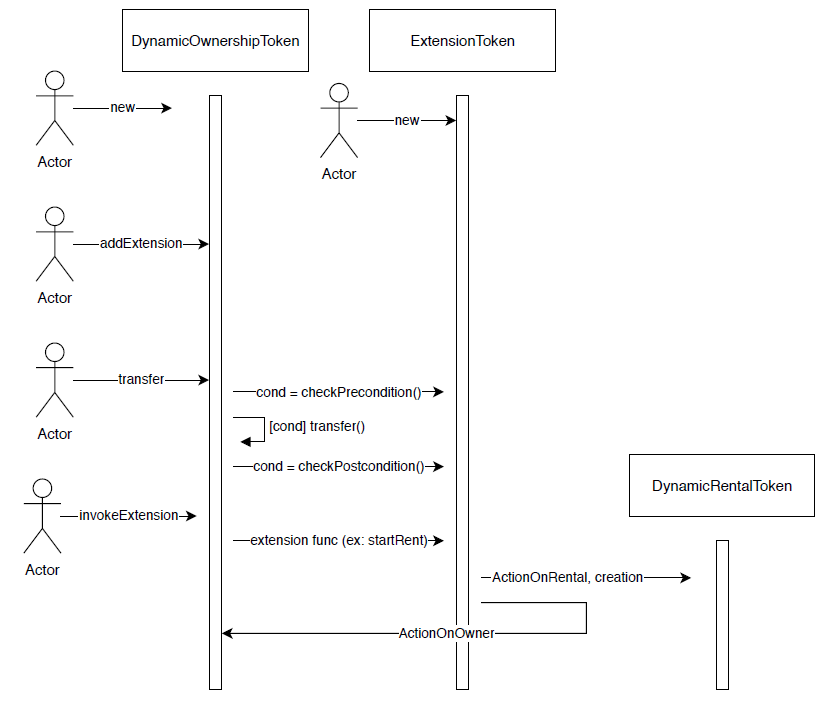 DynamicOwnershipToken
ExtensionToken
new
Actor
new
Actor
addExtension
Actor
transfer
Actor
cond = checkPrecondition()
[cond] transfer()
cond = checkPostcondition()
DynamicRentalToken
invokeExtension
Actor
extension func (ex: startRent)
ActionOnRental, creation
ActionOnOwner